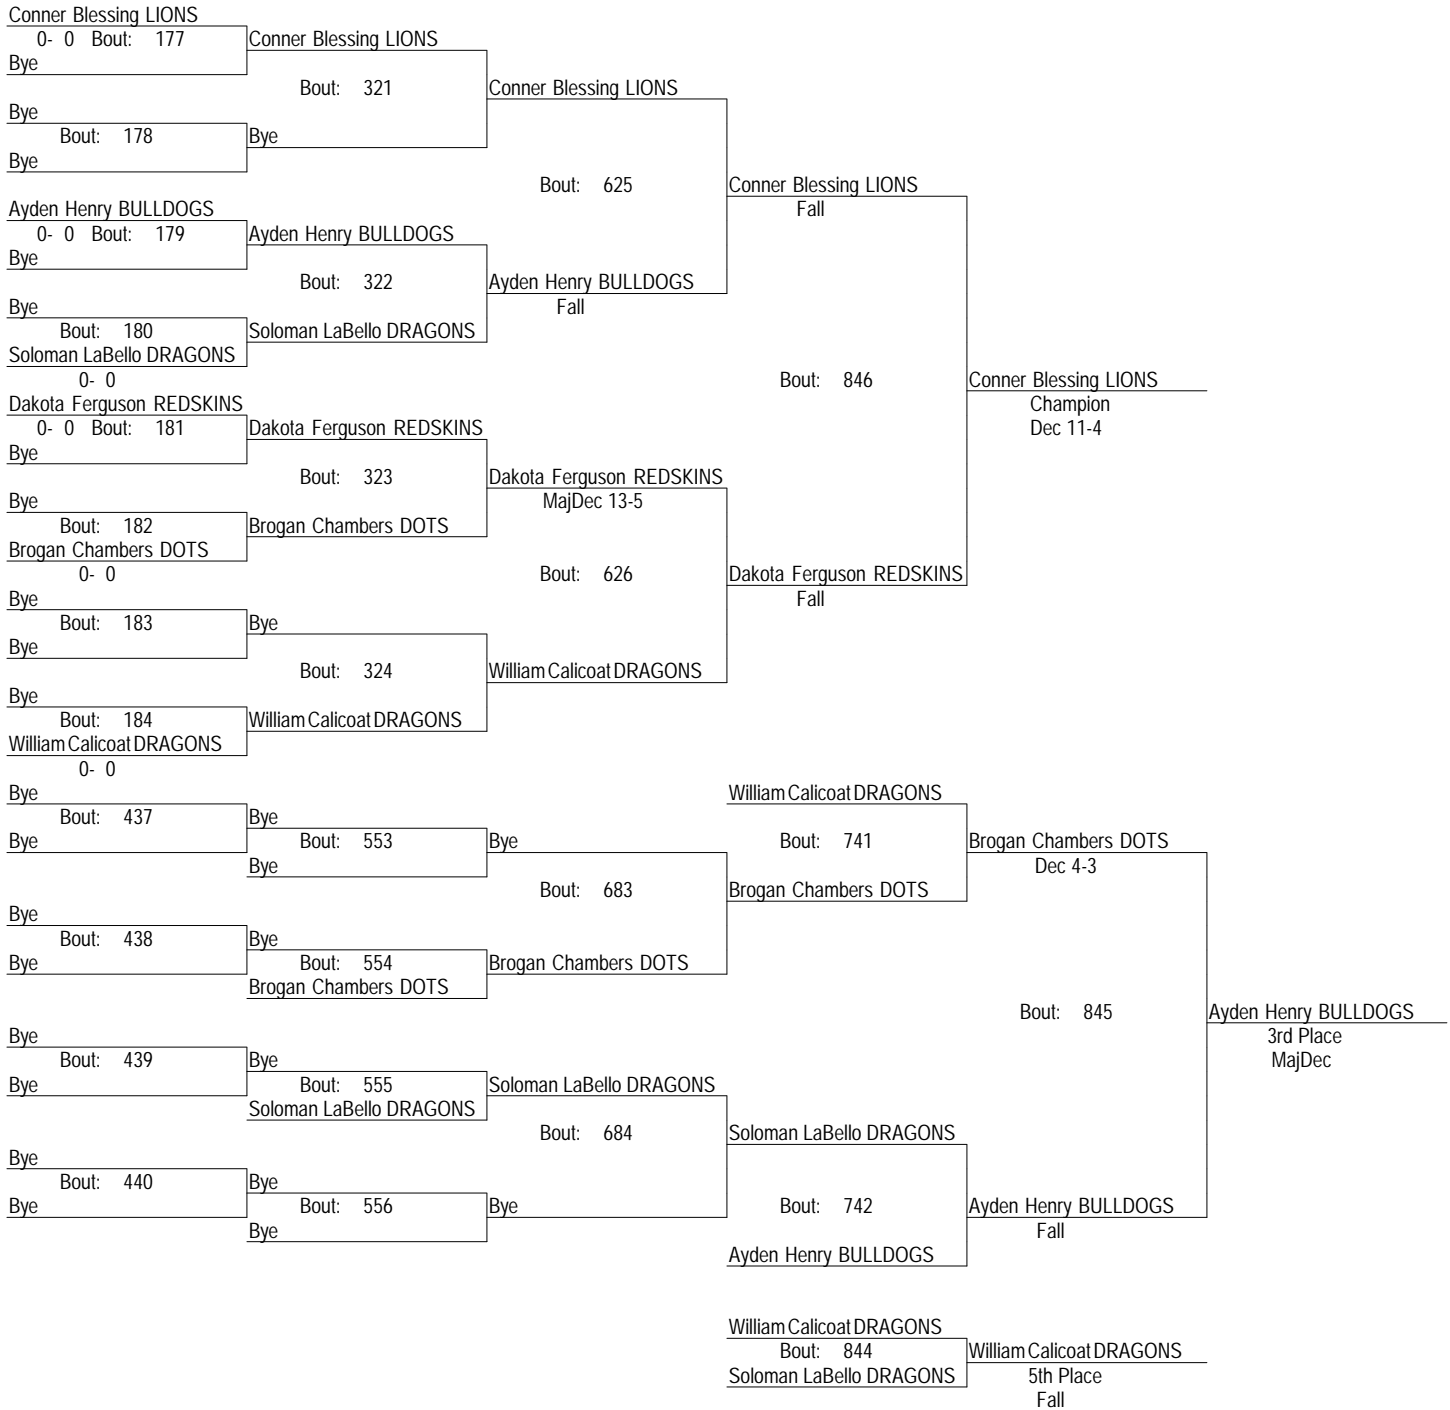 Conner Blessing LIONS
0- 0 Bout: 177 Conner Blessing LIONS
Bye
Bout: 321 Conner Blessing LIONS
Bye
Bout: 178 Bye
Bye
Bout: 625 Conner Blessing LIONS
Fall
Ayden Henry BULLDOGS
0- 0 Bout: 179 Ayden Henry BULLDOGS
Bye
Bout: 322 Ayden Henry BULLDOGS
Fall
Bye
Bout: 180 Soloman LaBello DRAGONS
Soloman LaBello DRAGONS
0- 0
Bout: 846 Conner Blessing LIONS
Champion
Dec 11-4
Dakota Ferguson REDSKINS
0- 0 Bout: 181 Dakota Ferguson REDSKINS
Bye
Bout: 323 Dakota Ferguson REDSKINS
MajDec 13-5
Bye
Bout: 182 Brogan Chambers DOTS
Brogan Chambers DOTS
0- 0
Bout: 626 Dakota Ferguson REDSKINS
Fall
Bye
Bout: 183 Bye
Bye
Bout: 324 William Calicoat DRAGONS
Bye
Bout: 184 William Calicoat DRAGONS
William Calicoat DRAGONS
0- 0
Bye William Calicoat DRAGONS
Bout: 437 Bye
Bye Bout: 553 Bye Bout: 741 Brogan Chambers DOTS
Bye Dec 4-3
Bout: 683 Brogan Chambers DOTS
Bye
Bout: 438 Bye
Bye Bout: 554 Brogan Chambers DOTS
Brogan Chambers DOTS
Bout: 845 Ayden Henry BULLDOGS
3rd Place
MajDec
Bye
Bout: 439 Bye
Bye Bout: 555 Soloman LaBello DRAGONS
Soloman LaBello DRAGONS
Bout: 684 Soloman LaBello DRAGONS
Bye
Bout: 440 Bye
Bye Bout: 556 Bye Bout: 742 Ayden Henry BULLDOGS
Bye Fall
Ayden Henry BULLDOGS
William Calicoat DRAGONS
Bout: 844 William Calicoat DRAGONS
Soloman LaBello DRAGONS 5th Place
Fall